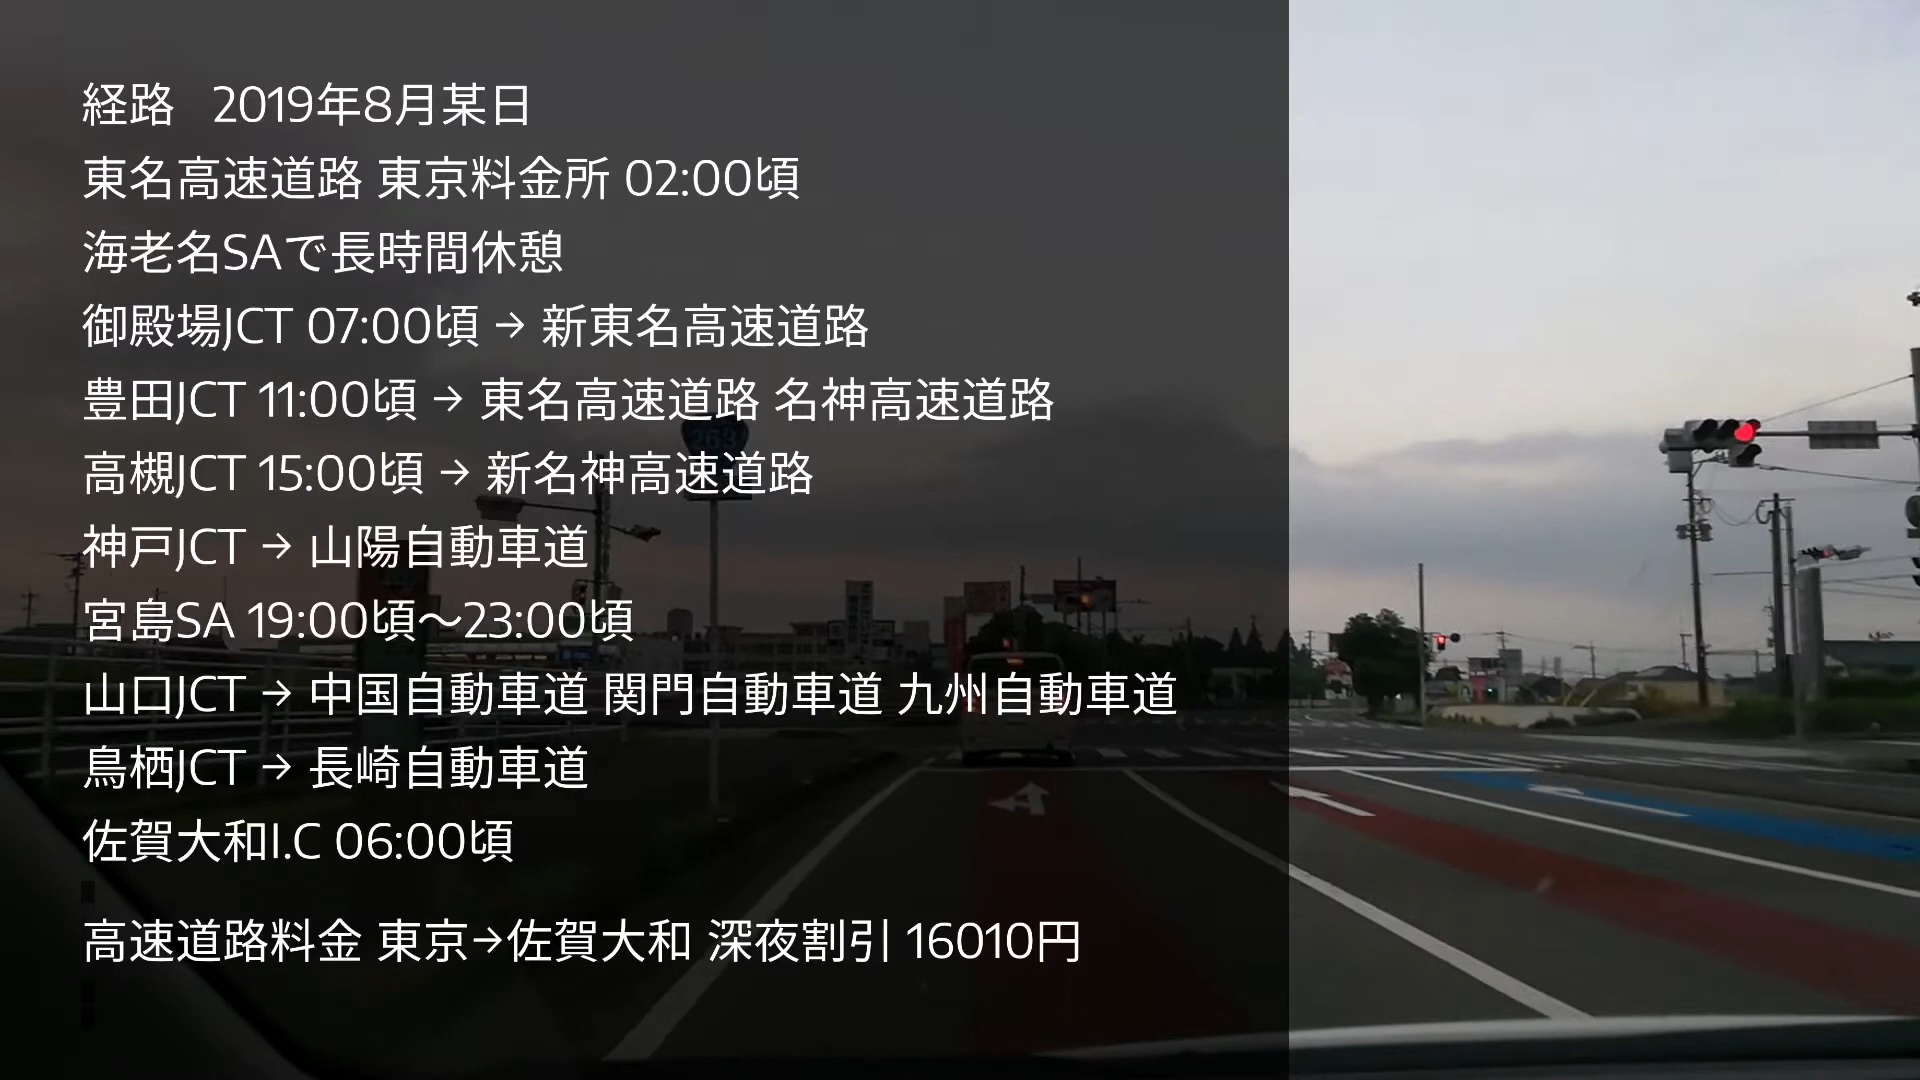 経路 2019年8月某日
東名高速道路 東京料金所 02:00頃
海老名SAで長時間休憩
御殿場JCT 07:00頃 → 新東名高速道路
豊田JCT 11:00頃 → 東名高速道路 名神高速道路
263
高槻JCT 15:00頃 → 新名神高速道路
神戸JCT → 山陽自動車道
宮島SA 19:00頃〜23:00頃
山口JCT → 中国自動車道 関門自動車道 九州自動車道
鳥栖JCT → 長崎自動車道
佐賀大和I.C 06:00頃
高速道路料金 東京→佐賀大和 深夜割引 16010円